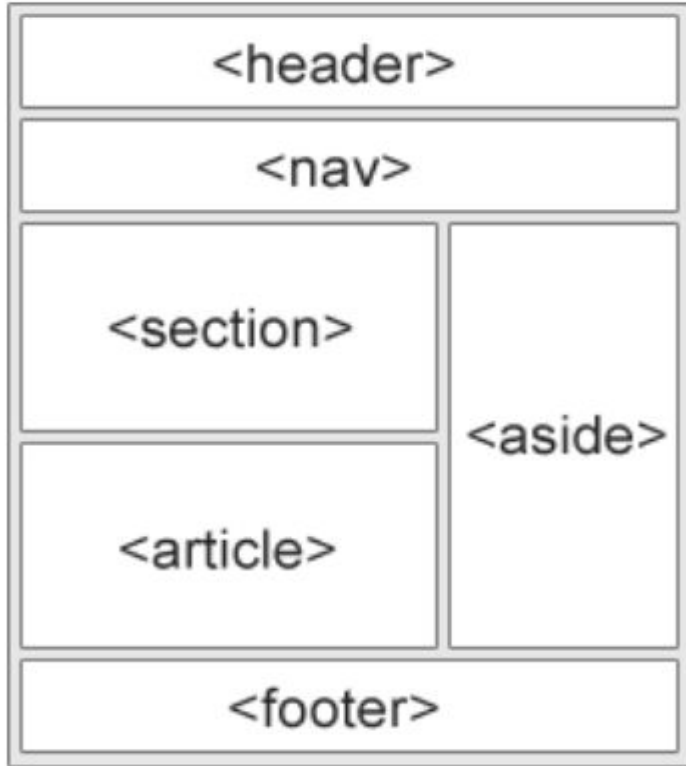 <header>
<nav>
<section>
<aside>
<article>
<footer>